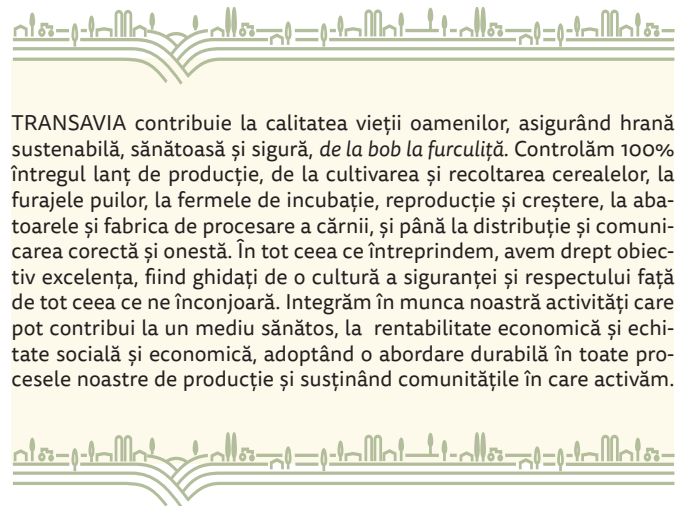 TRANSAVIA contribuie la calitatea vieții oamenilor, asigurând hrană
sustenabilă, sănătoasă și sigură, de la bob la furculiță. Controlăm 100%
întregul lanț de producție, de la cultivarea și recoltarea cerealelor, la
furajele puilor, la fermele de incubație, reproducție și creștere, la aba-
toarele și fabrica de procesare a cărnii, și până la distribuție și comuni-
carea corectă și onestă. În tot ceea ce întreprindem, avem drept obiec-
tiv excelența, fiind ghidați de o cultură a siguranței și respectului față
de tot ceea ce ne înconjoară. Integrăm în munca noastră activități care
pot contribui la un mediu sănătos, la  rentabilitate economică și echi-
tate socială și economică, adoptând o abordare durabilă în toate pro-
cesele noastre de producție și susținând comunitățile în care activăm.